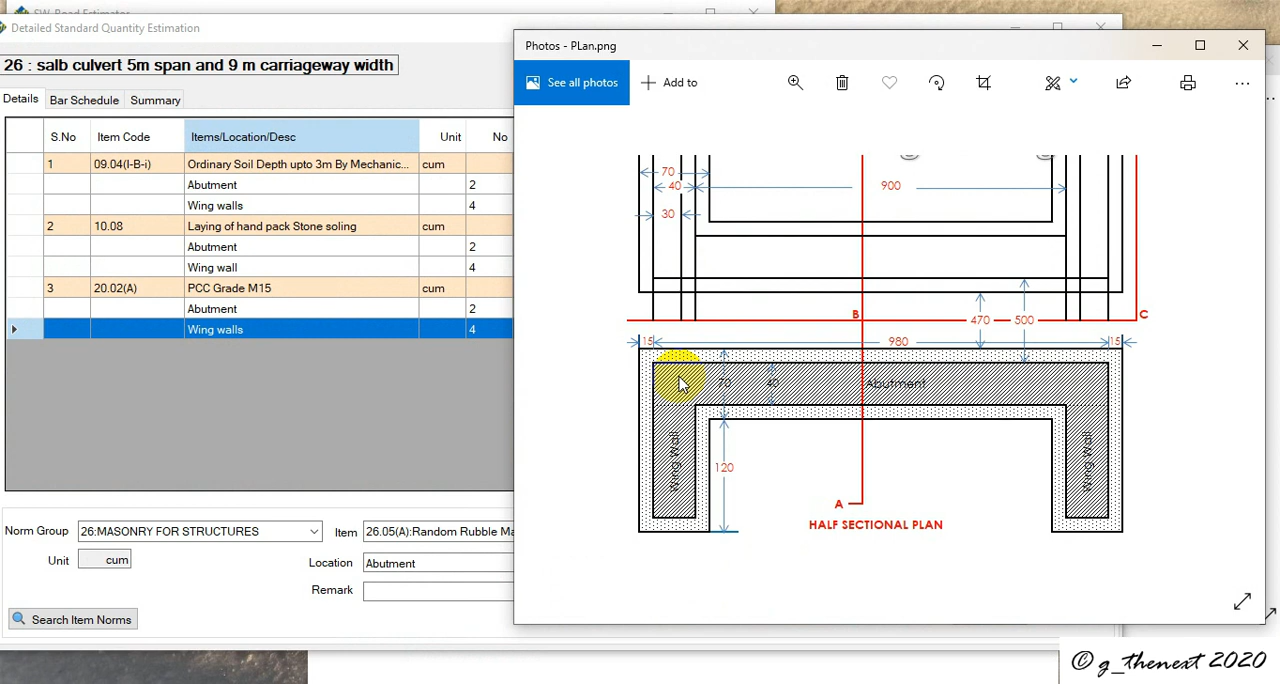 SW Road Estimator
Detailed Standard Quantity Estimation
26 : salb culvert 5m span and 9 m carriageway width
Details Bar Schedule Summary
S.No Item Code Items/Location/Desc Unit No
1 09.04(I-B-i) Ordinary Soil Depth upto 3m By Mechanic... cum
Abutment 2
Wing walls 4
2 10.08 Laying of hand pack Stone soling cum
Abutment 2
Wing wall 4
3 20.02(A) PCC Grade M15 cum
Abutment 2
Wing walls 4
Norm Group 26:MASONRY FOR STRUCTURES Item 26.05(A):Random Rubble Ma
Unit cum Location Abutment
Remark
Search Item Norms
Photos - PLan.png
See all photos Add to
70
40 900
30
B C
470 500
15 980 15
70 40 Abutment
Wing Wall Wing Wall
120
A
HALF SECTIONAL PLAN
© g_thenext 2020